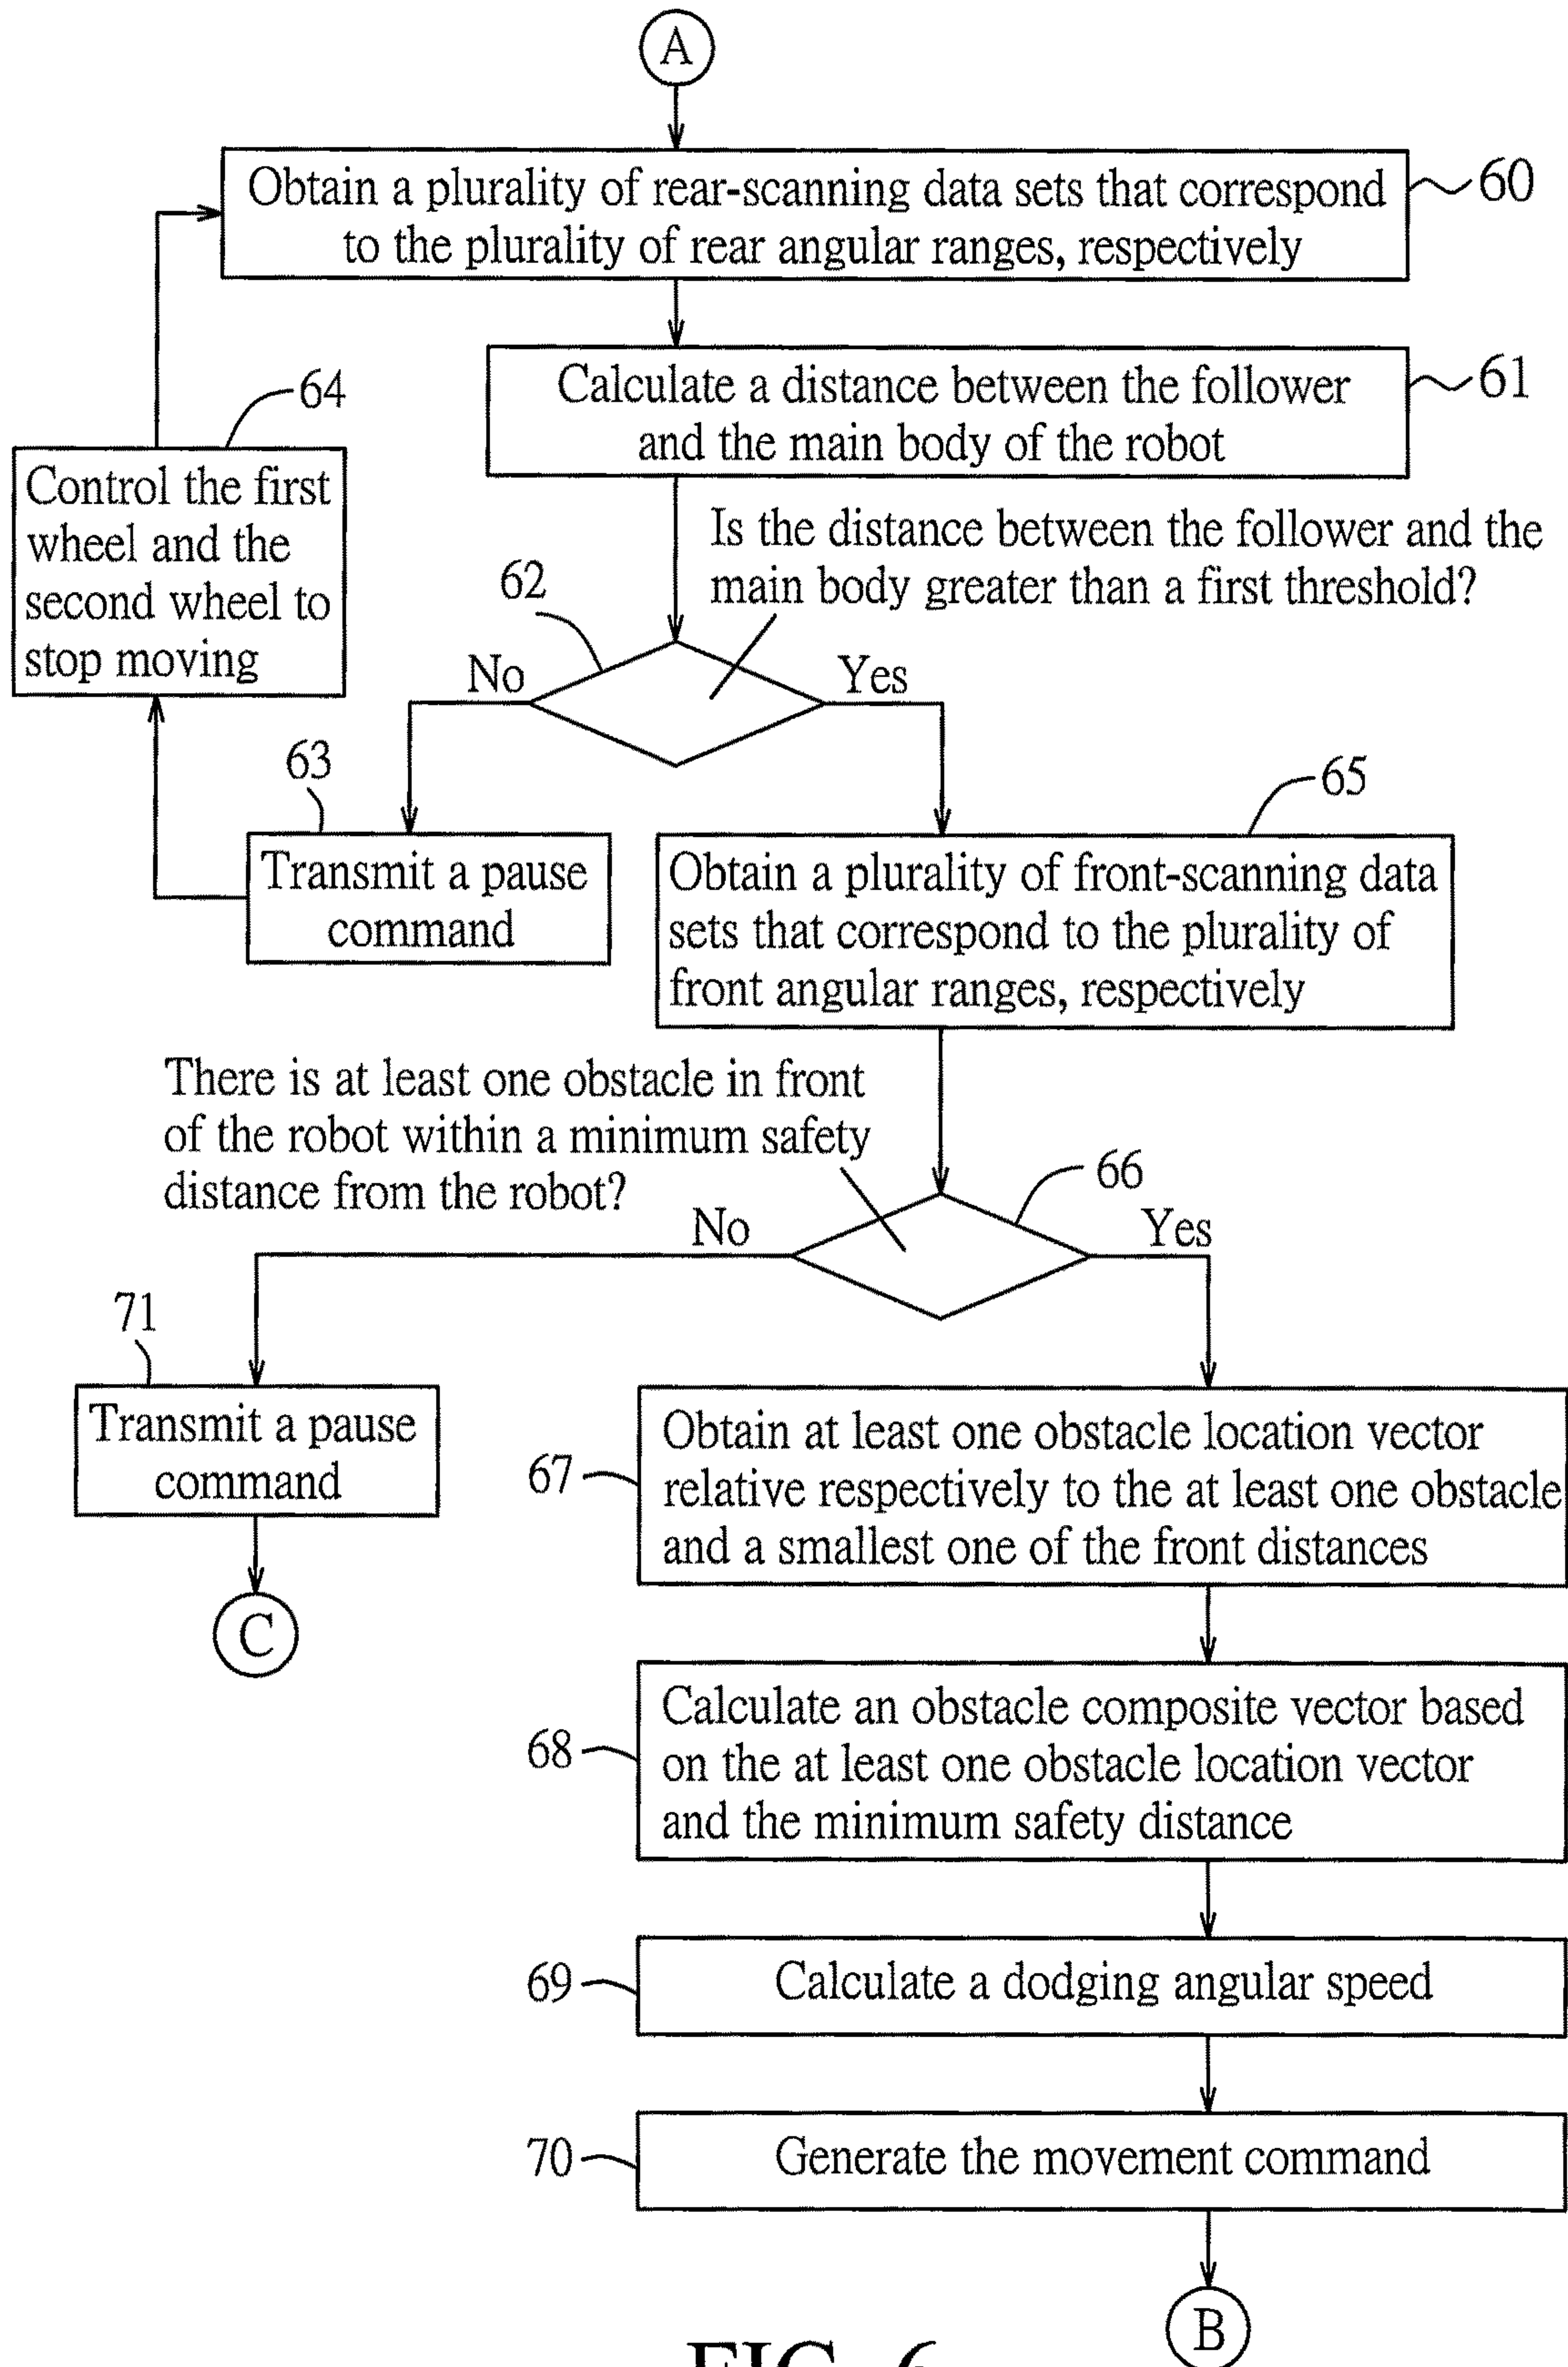 A
Obtain a plurality of rear-scanning data sets that correspond
to the plurality of rear angular ranges, respectively
60
Calculate a distance between the follower
and the main body of the robot
61
64
Control the first
wheel and the
second wheel to
stop moving
Is the distance between the follower and the
main body greater than a first threshold?
62
No
Yes
63
Transmit a pause
command
65
Obtain a plurality of front-scanning data
sets that correspond to the plurality of
front angular ranges, respectively
There is at least one obstacle in front
of the robot within a minimum safety
distance from the robot?
66
No
Yes
71
Transmit a pause
command
C
67
Obtain at least one obstacle location vector
relative respectively to the at least one obstacle
and a smallest one of the front distances
68
Calculate an obstacle composite vector based
on the at least one obstacle location vector
and the minimum safety distance
69
Calculate a dodging angular speed
70
Generate the movement command
B
FIG. 6